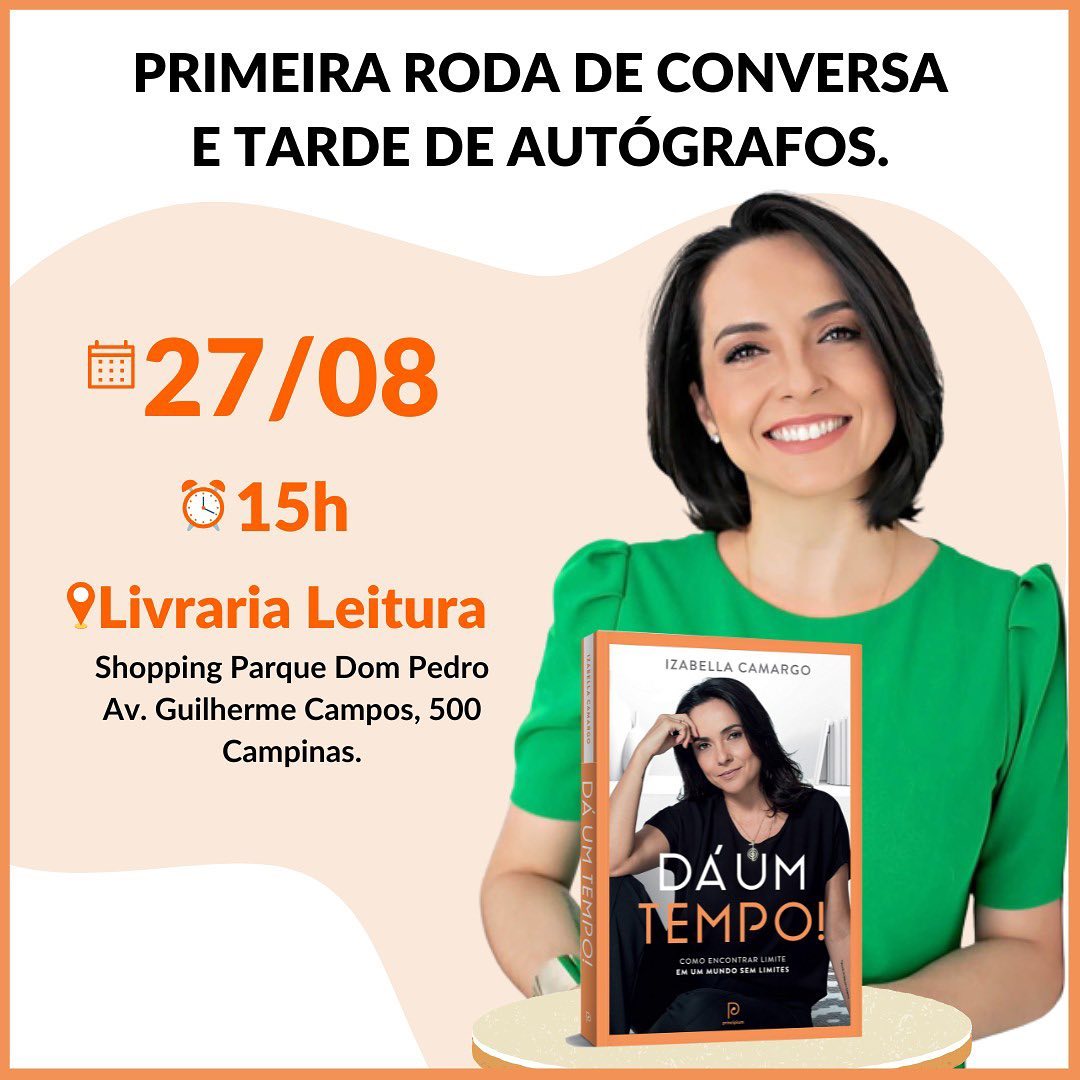 PRIMEIRA RODA DE CONVERSA
E TARDE DE AUTÓGRAFOS.
27/08
15h
Livraria Leitura
Shopping Parque Dom Pedro
Av. Guilherme Campos, 500
Campinas.
IZABELLA CAMARGO
DÁ UM TEMPO!
IZABELLA CAMARGO
DÁ UM
TEMPO!
COMO ENCONTRAR LIMITE
EM UM MUNDO SEM LIMITES
principium